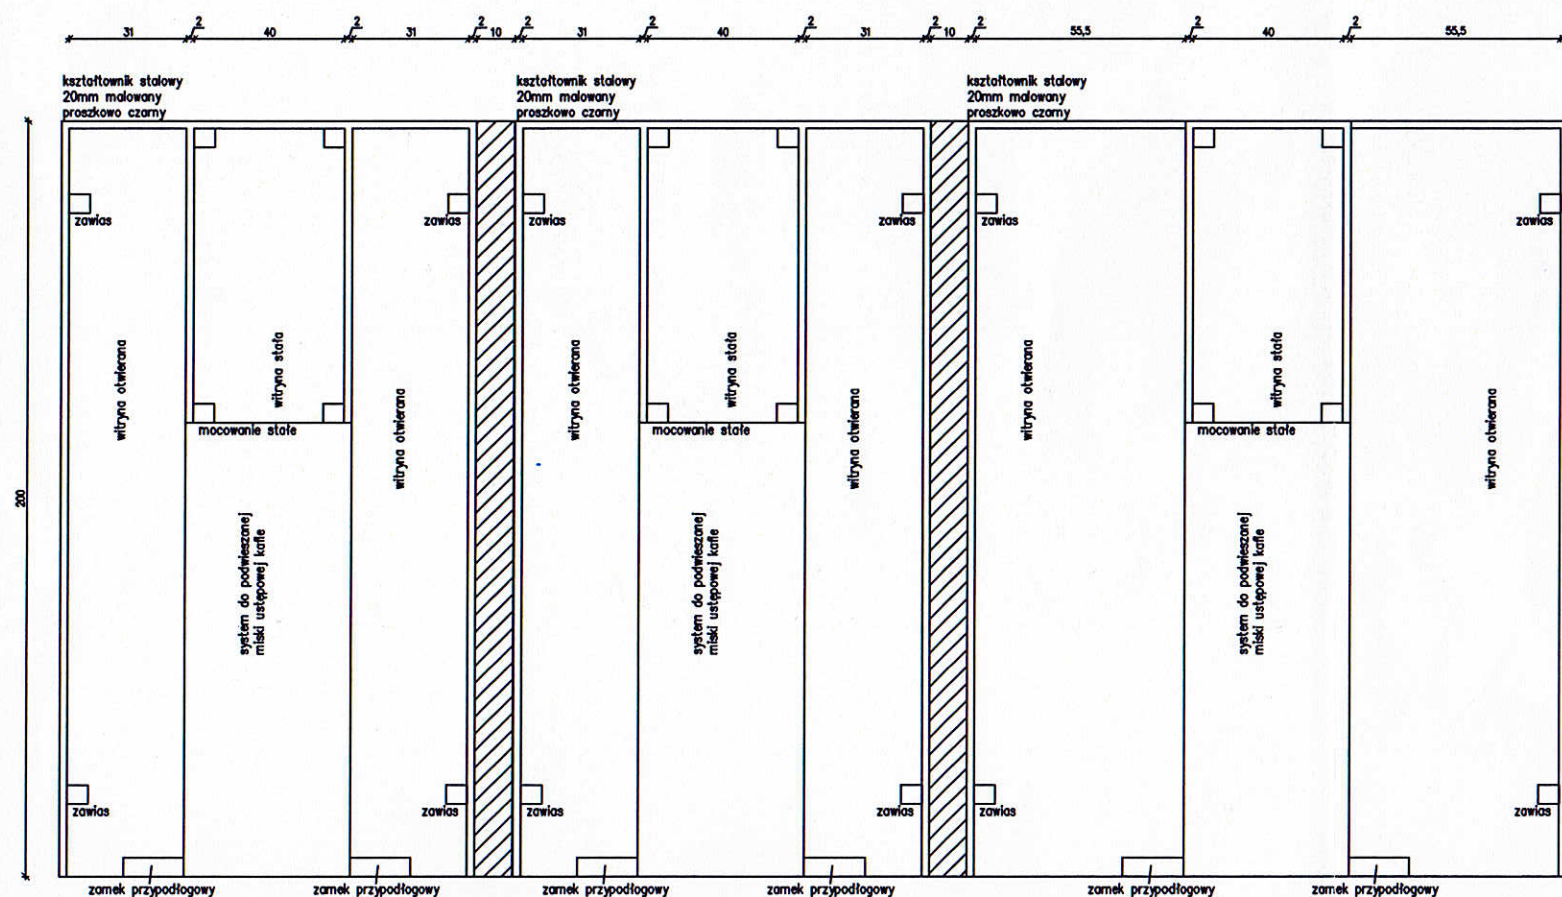 2 2 2 2 2 2 2 2 2 2 2 2
31 40 31 10 31 40 31 10 55,5 40 55,5
kształtownik stalowy
20mm malowany
proszkowo czarny
kształtownik stalowy
20mm malowany
proszkowo czarny
kształtownik stalowy
20mm malowany
proszkowo czarny
zawias
zawias
zawias
zawias
zawias
zawias
witryna otwierana
witryna stała
witryna otwierana
witryna otwierana
witryna stała
witryna otwierana
witryna otwierana
witryna stała
witryna otwierana
mocowanie stałe
mocowanie stałe
mocowanie stałe
200
system do podwieszonej
miski ustępowej kafle
system do podwieszonej
miski ustępowej kafle
system do podwieszonej
miski ustępowej kafle
zawias
zawias
zawias
zawias
zawias
zawias
zamek przypodłogowy
zamek przypodłogowy
zamek przypodłogowy
zamek przypodłogowy
zamek przypodłogowy
zamek przypodłogowy